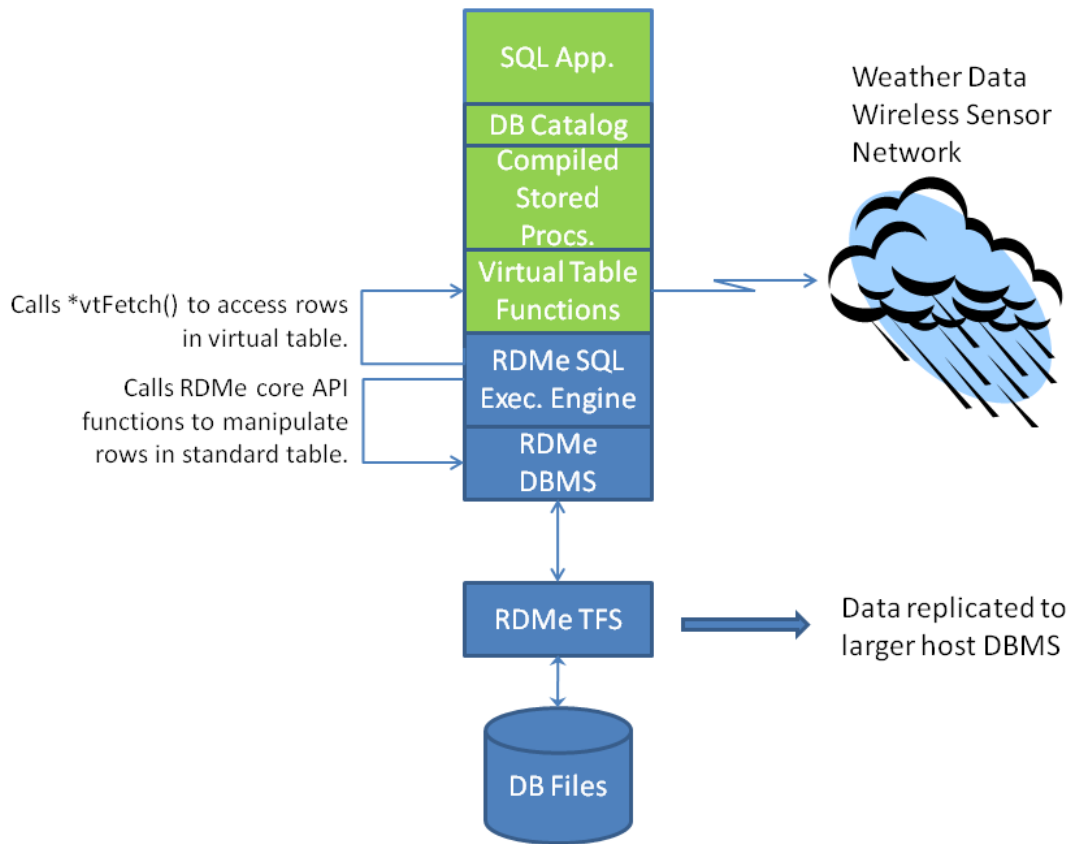 SQL App.
DB Catalog
Compiled
Stored
Procs.
Virtual Table
Functions
RDMe SQL
Exec. Engine
RDMe
DBMS
RDMe TFS
DB Files
Calls *vtFetch() to access rows
in virtual table.
Calls RDMe core API
functions to manipulate
rows in standard table.
Weather Data
Wireless Sensor
Network
Data replicated to
larger host DBMS